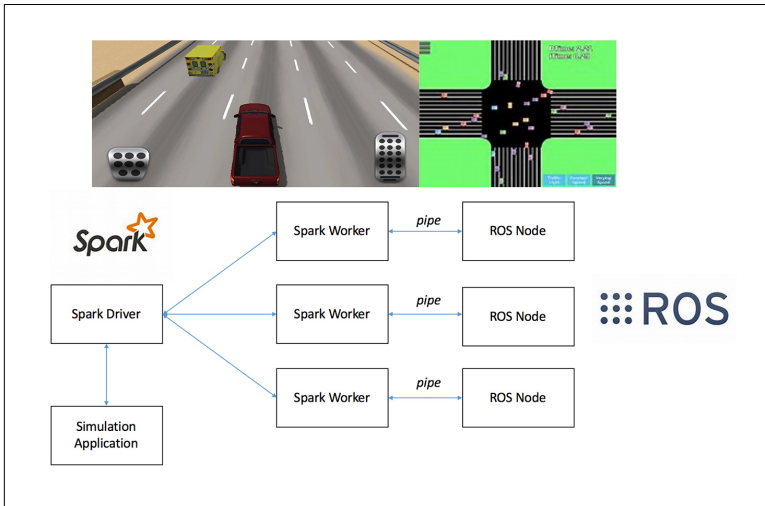 Spark
Spark Driver
Simulation
Application
Spark Worker
pipe
ROS Node
Spark Worker
pipe
ROS Node
Spark Worker
pipe
ROS Node
ROS